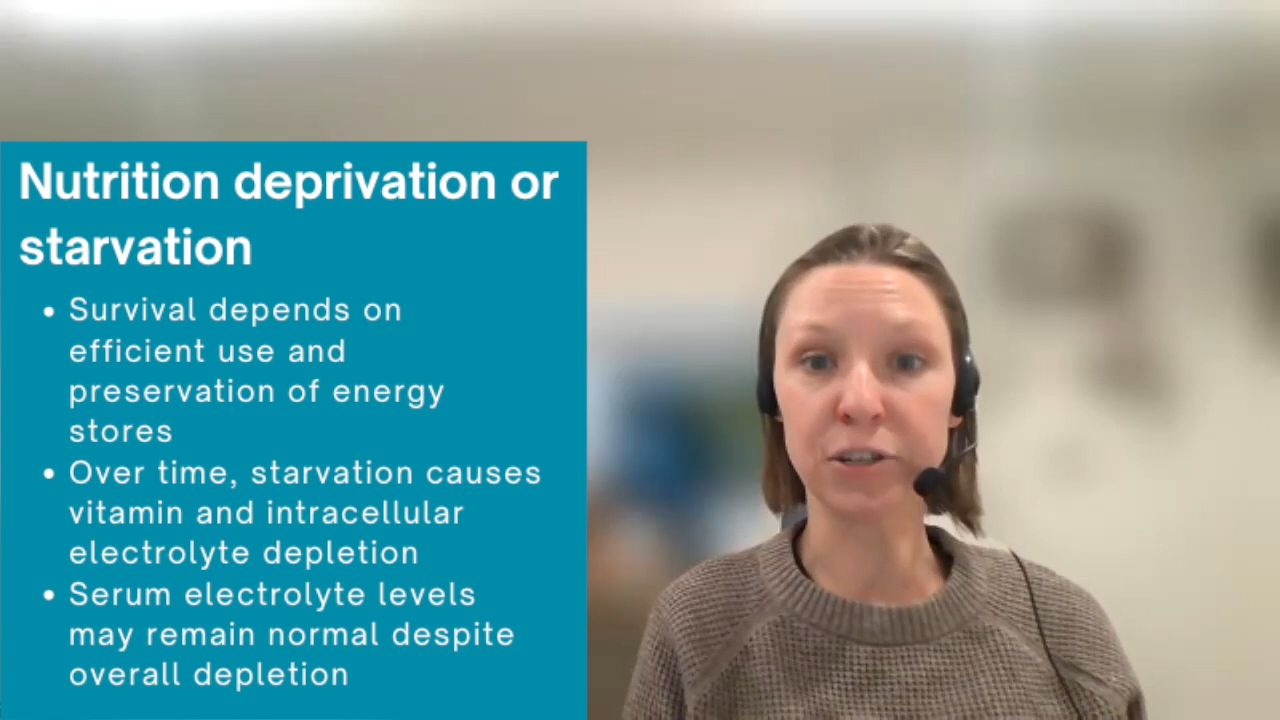 Nutrition deprivation or
starvation
• Survival depends on
efficient use and
preservation of energy
stores
• Over time, starvation causes
vitamin and intracellular
electrolyte depletion
• Serum electrolyte levels
may remain normal despite
overall depletion